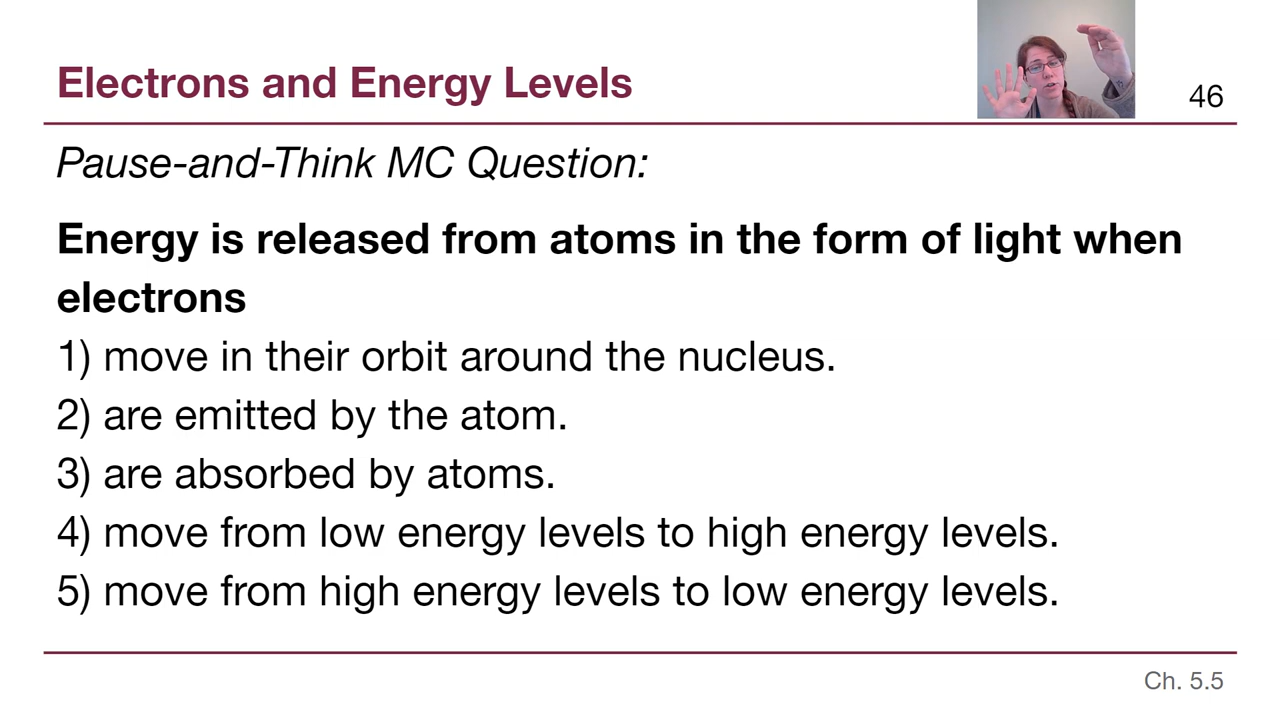 Electrons and Energy Levels
46
Pause-and-Think MC Question:
Energy is released from atoms in the form of light when
electrons
1) move in their orbit around the nucleus.
2) are emitted by the atom.
3) are absorbed by atoms.
4) move from low energy levels to high energy levels.
5) move from high energy levels to low energy levels.
Ch. 5.5